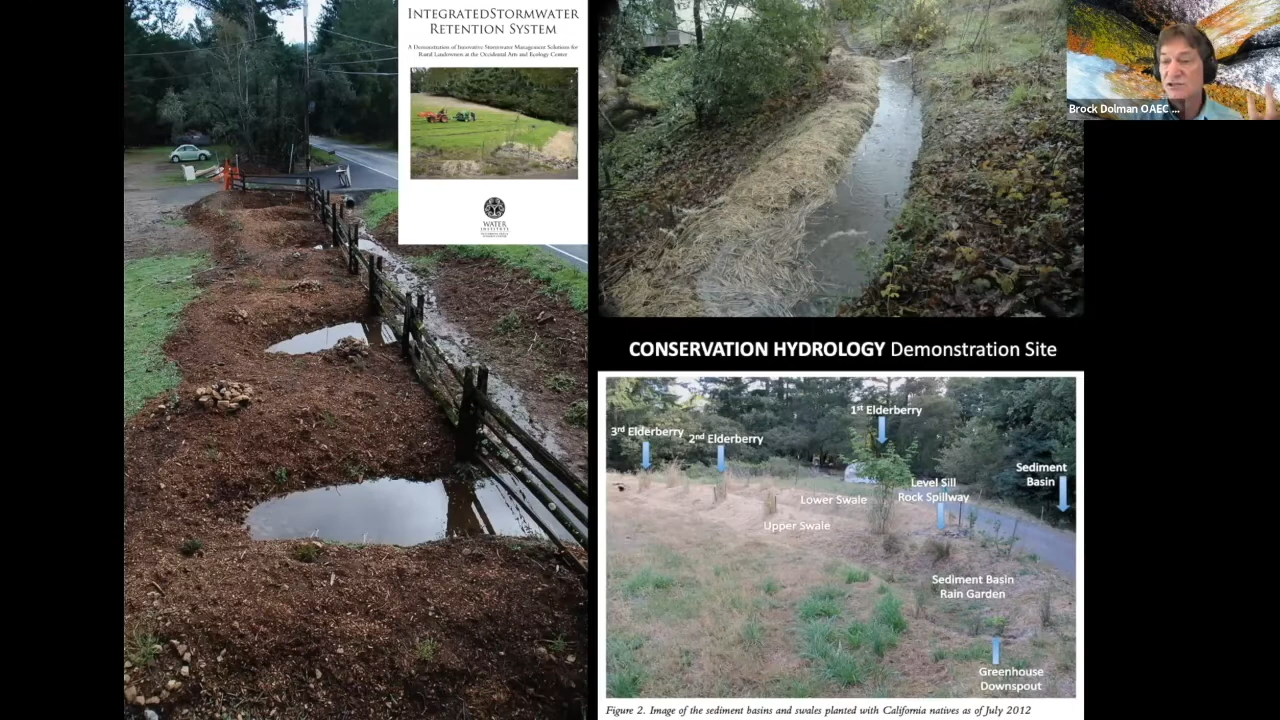 INTEGRATEDSTORMWATER
RETENTION SYSTEM
A Demonstration of Innovative Stormwater Management Solutions for
Rural Landowners at the Occidental Arts and Ecology Center
WATER
INSTITUTE
Brock Dolman OAEC ...
CONSERVATION HYDROLOGY Demonstration Site
1st Elderberry
3rd Elderberry
2nd Elderberry
Sediment
Basin
Level Sill
Rock Spillway
Lower Swale
Upper Swale
Sediment Basin
Rain Garden
Greenhouse
Downspout
Figure 2. Image of the sediment basins and swales planted with California natives as of July 2012